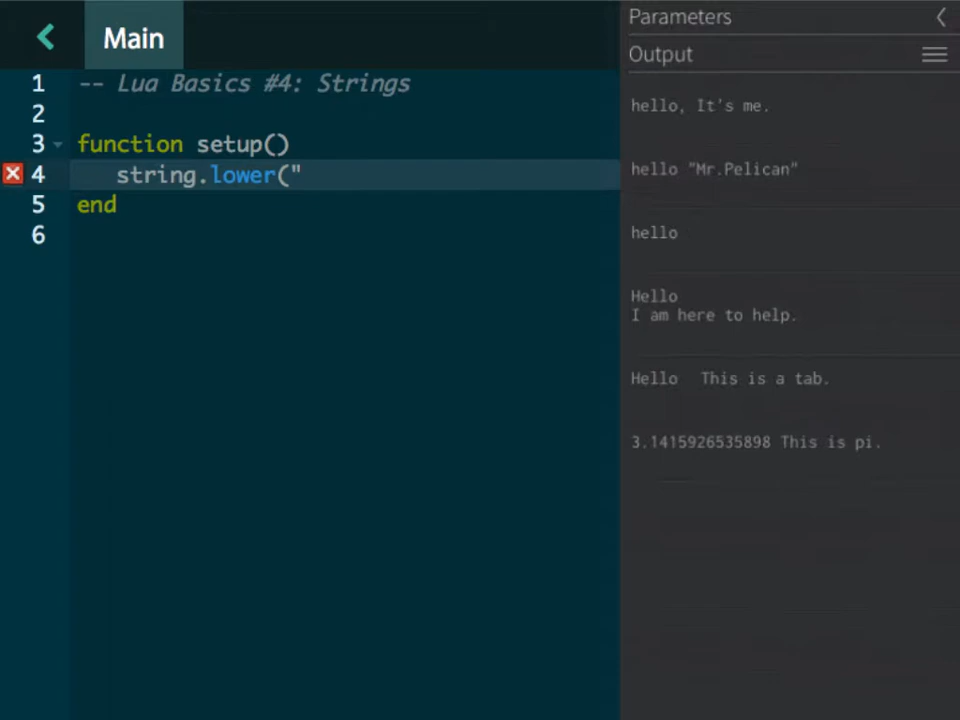 Main
1 -- Lua Basics #4: Strings
2
3 function setup()
4 string.lower("
5 end
6
Parameters
Output
hello, It's me.
hello "Mr.Pelican"
hello
Hello
I am here to help.
Hello  This is a tab.
3.1415926535898 This is pi.